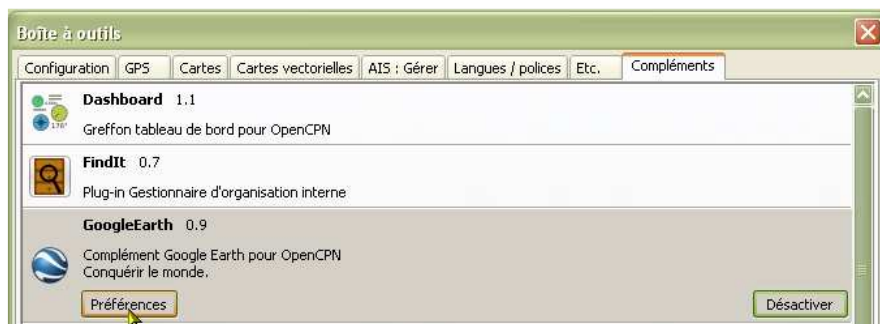 Boîte à outils
Configuration GPS Cartes Cartes vectorielles AIS : Gérer Langues / polices Etc. Compléments
Dashboard 1.1
Greffon tableau de bord pour OpenCPN
FindIt 0.7
Plug-in Gestionnaire d'organisation interne
GoogleEarth 0.9
Complément Google Earth pour OpenCPN
Conquérir le monde.
Préférences Désactiver